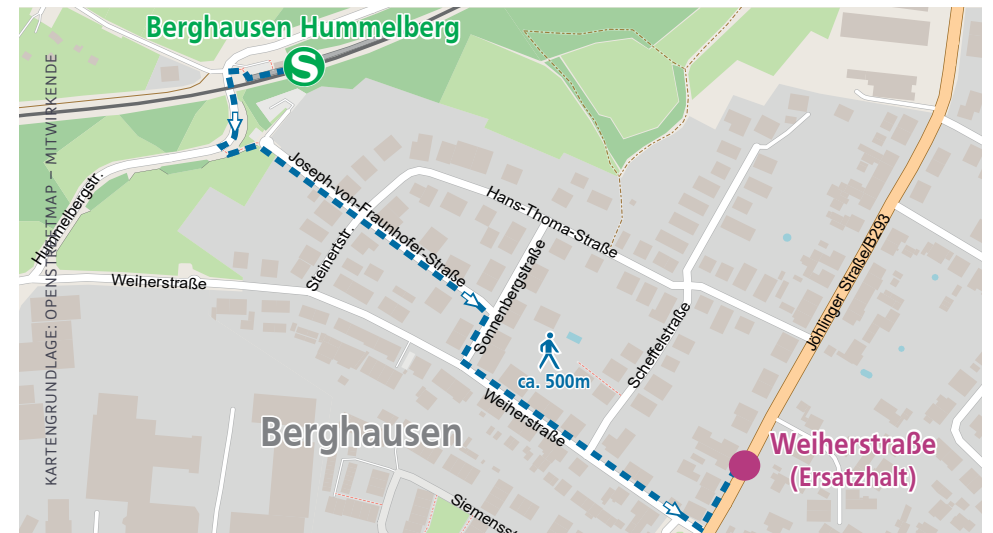 Berghausen Hummelberg
S
KARTENGRUNDLAGE: OPENSTREETMAP – MITWIRKENDE
Hummelbergstr.
Joseph-von-Fraunhofer-Straße
Hans-Thoma-Straße
Steinertstr.
Weiherstraße
Sonnenbergstraße
Scheffelstraße
Jöhlinger Straße/B293
ca. 500m
Weiherstraße
Berghausen
Weiherstraße
(Ersatzhalt)
Siemensst